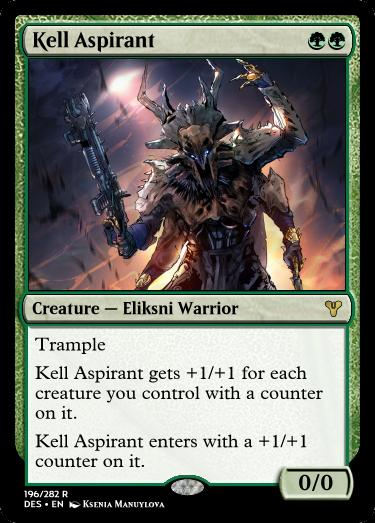 Kell Aspirant
Creature — Eliksni Warrior
Trample
Kell Aspirant gets +1/+1 for each
creature you control with a counter
on it.
Kell Aspirant enters with a +1/+1
counter on it.
0/0
196/282 R
DES • EN Ksenia Manuylova